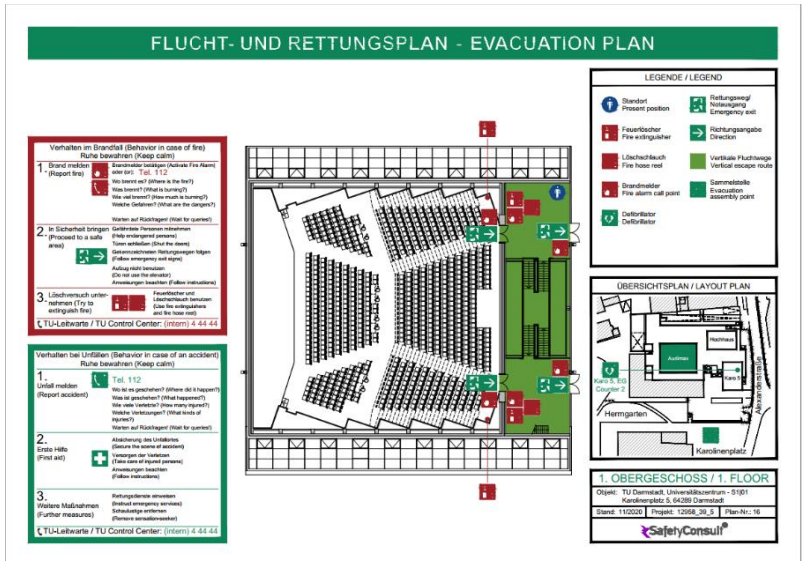 FLUCHT- UND RETTUNGSPLAN - EVACUATION PLAN
Verhalten im Brandfall (Behavior in case of fire)
Ruhe bewahren (Keep calm)
1. Brand melden
(Report fire)
Brandmelder betätigen (Activate Fire Alarm)
oder (or): Tel. 112
Wo brennt es? (Where is the fire?)
Was brennt? (What is burning?)
Wie viel brennt? (How much is burning?)
Welche Gefahren? (What are the dangers?)
Warten auf Rückfragen! (Wait for queries!)
2. In Sicherheit bringen
(Proceed to a safe
area)
Gefährdete Personen mitnehmen
(Help endangered persons)
Türen schließen (Shut the doors)
Gekennzeichneten Rettungswegen folgen
(Follow emergency exit signs)
Aufzug nicht benutzen
(Do not use the elevator)
Anweisungen beachten (Follow instructions)
3. Löschversuch unter-
nehmen (Try to
extinguish fire)
Feuerlöscher und
Löschschlauch benutzen
(Use fire extinguishers
and fire hose reel)
TU-Leitwarte / TU Control Center: (intern) 4 44 44
Verhalten bei Unfällen (Behavior in case of an accident)
Ruhe bewahren (Keep calm)
1.
Unfall melden
(Report accident)
Tel. 112
Wo ist es geschehen? (Where did it happen?)
Was ist geschehen? (What happened?)
Wie viele Verletzte? (How many injured?)
Welche Verletzungen? (What kinds of
injuries?)
Warten auf Rückfragen! (Wait for queries!)
2.
Erste Hilfe
(First aid)
Absicherung des Unfallortes
(Secure the scene of accident)
Versorgen der Verletzten
(Take care of injured persons)
Anweisungen beachten
(Follow instructions)
3.
Weitere Maßnahmen
(Further measures)
Rettungsdienste einweisen
(Instruct emergency services)
Schaulustige entfernen
(Remove sensation-seeker)
TU-Leitwarte / TU Control Center: (intern) 4 44 44
LEGENDE / LEGEND
Standort
Present position
Feuerlöscher
Fire extinguisher
Löschschlauch
Fire hose reel
Brandmelder
Fire alarm call point
Defibrillator
Defibrillator
Rettungsweg/
Notausgang
Emergency exit
Richtungsangabe
Direction
Vertikale Fluchtwege
Vertical escape route
Sammelstelle
Evacuation
assembly point
ÜBERSICHTSPLAN / LAYOUT PLAN
Hochhaus
Audimax
Karo 5
Karo 5, EG
Counter 2
Alexanderstraße
Herrngarten
Karolinenplatz
1. OBERGESCHOSS / 1. FLOOR
Objekt: TU Darmstadt, Universitätszentrum - S1|01
Karolinenplatz 5, 64289 Darmstadt
Stand: 11/2020 Projekt: 12958_39_5 Plan-Nr.: 16
SafetyConsult